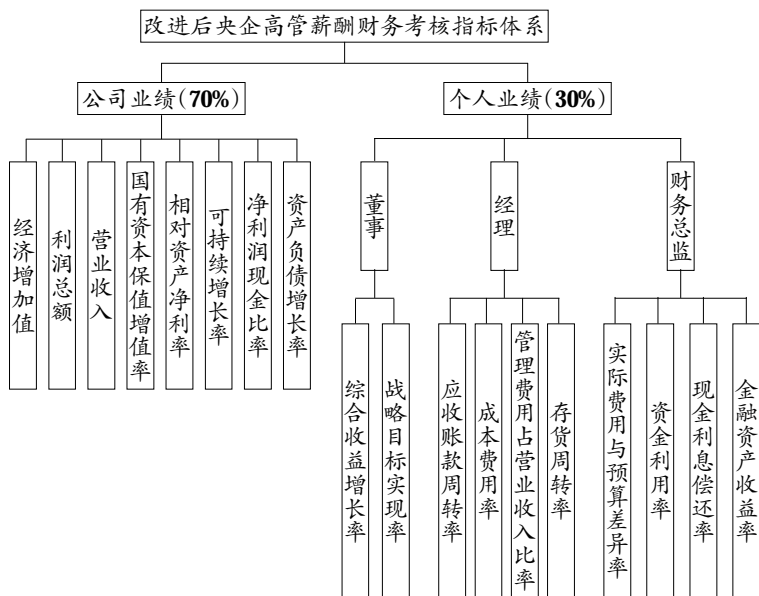 改进后央企高管薪酬财务考核指标体系
公司业绩(70%)
个人业绩(30%)
经济增加值
利润总额
营业收入
国有资本保值增值率
相对资产净利率
可持续增长率
净利润现金比率
资产负债增长率
董事
经理
财务总监
综合收益增长率
战略目标实现率
应收账款周转率
成本费用率
管理费用占营业收入比率
存货周转率
实际费用与预算差异率
资金利用率
现金利息偿还率
金融资产收益率